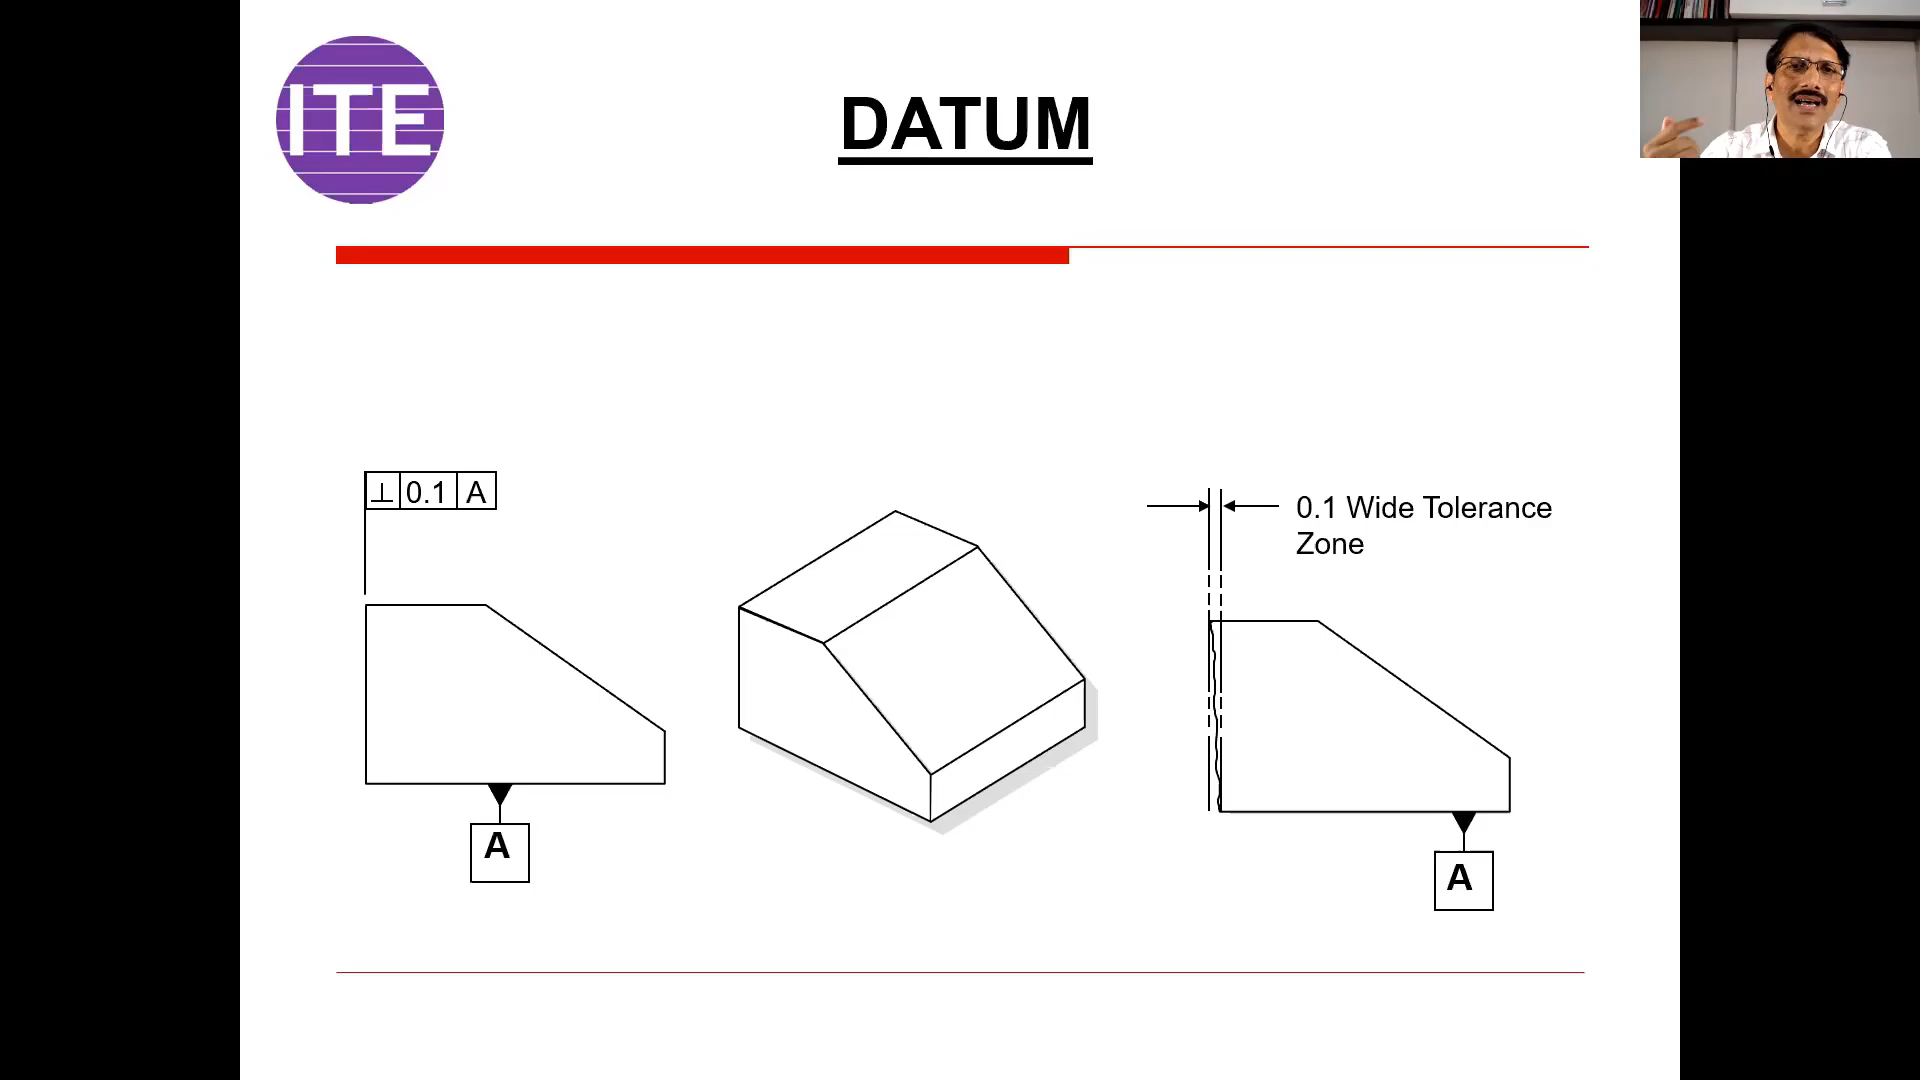 ITE
DATUM
⊥ 0.1 A
0.1 Wide Tolerance
Zone
A
A